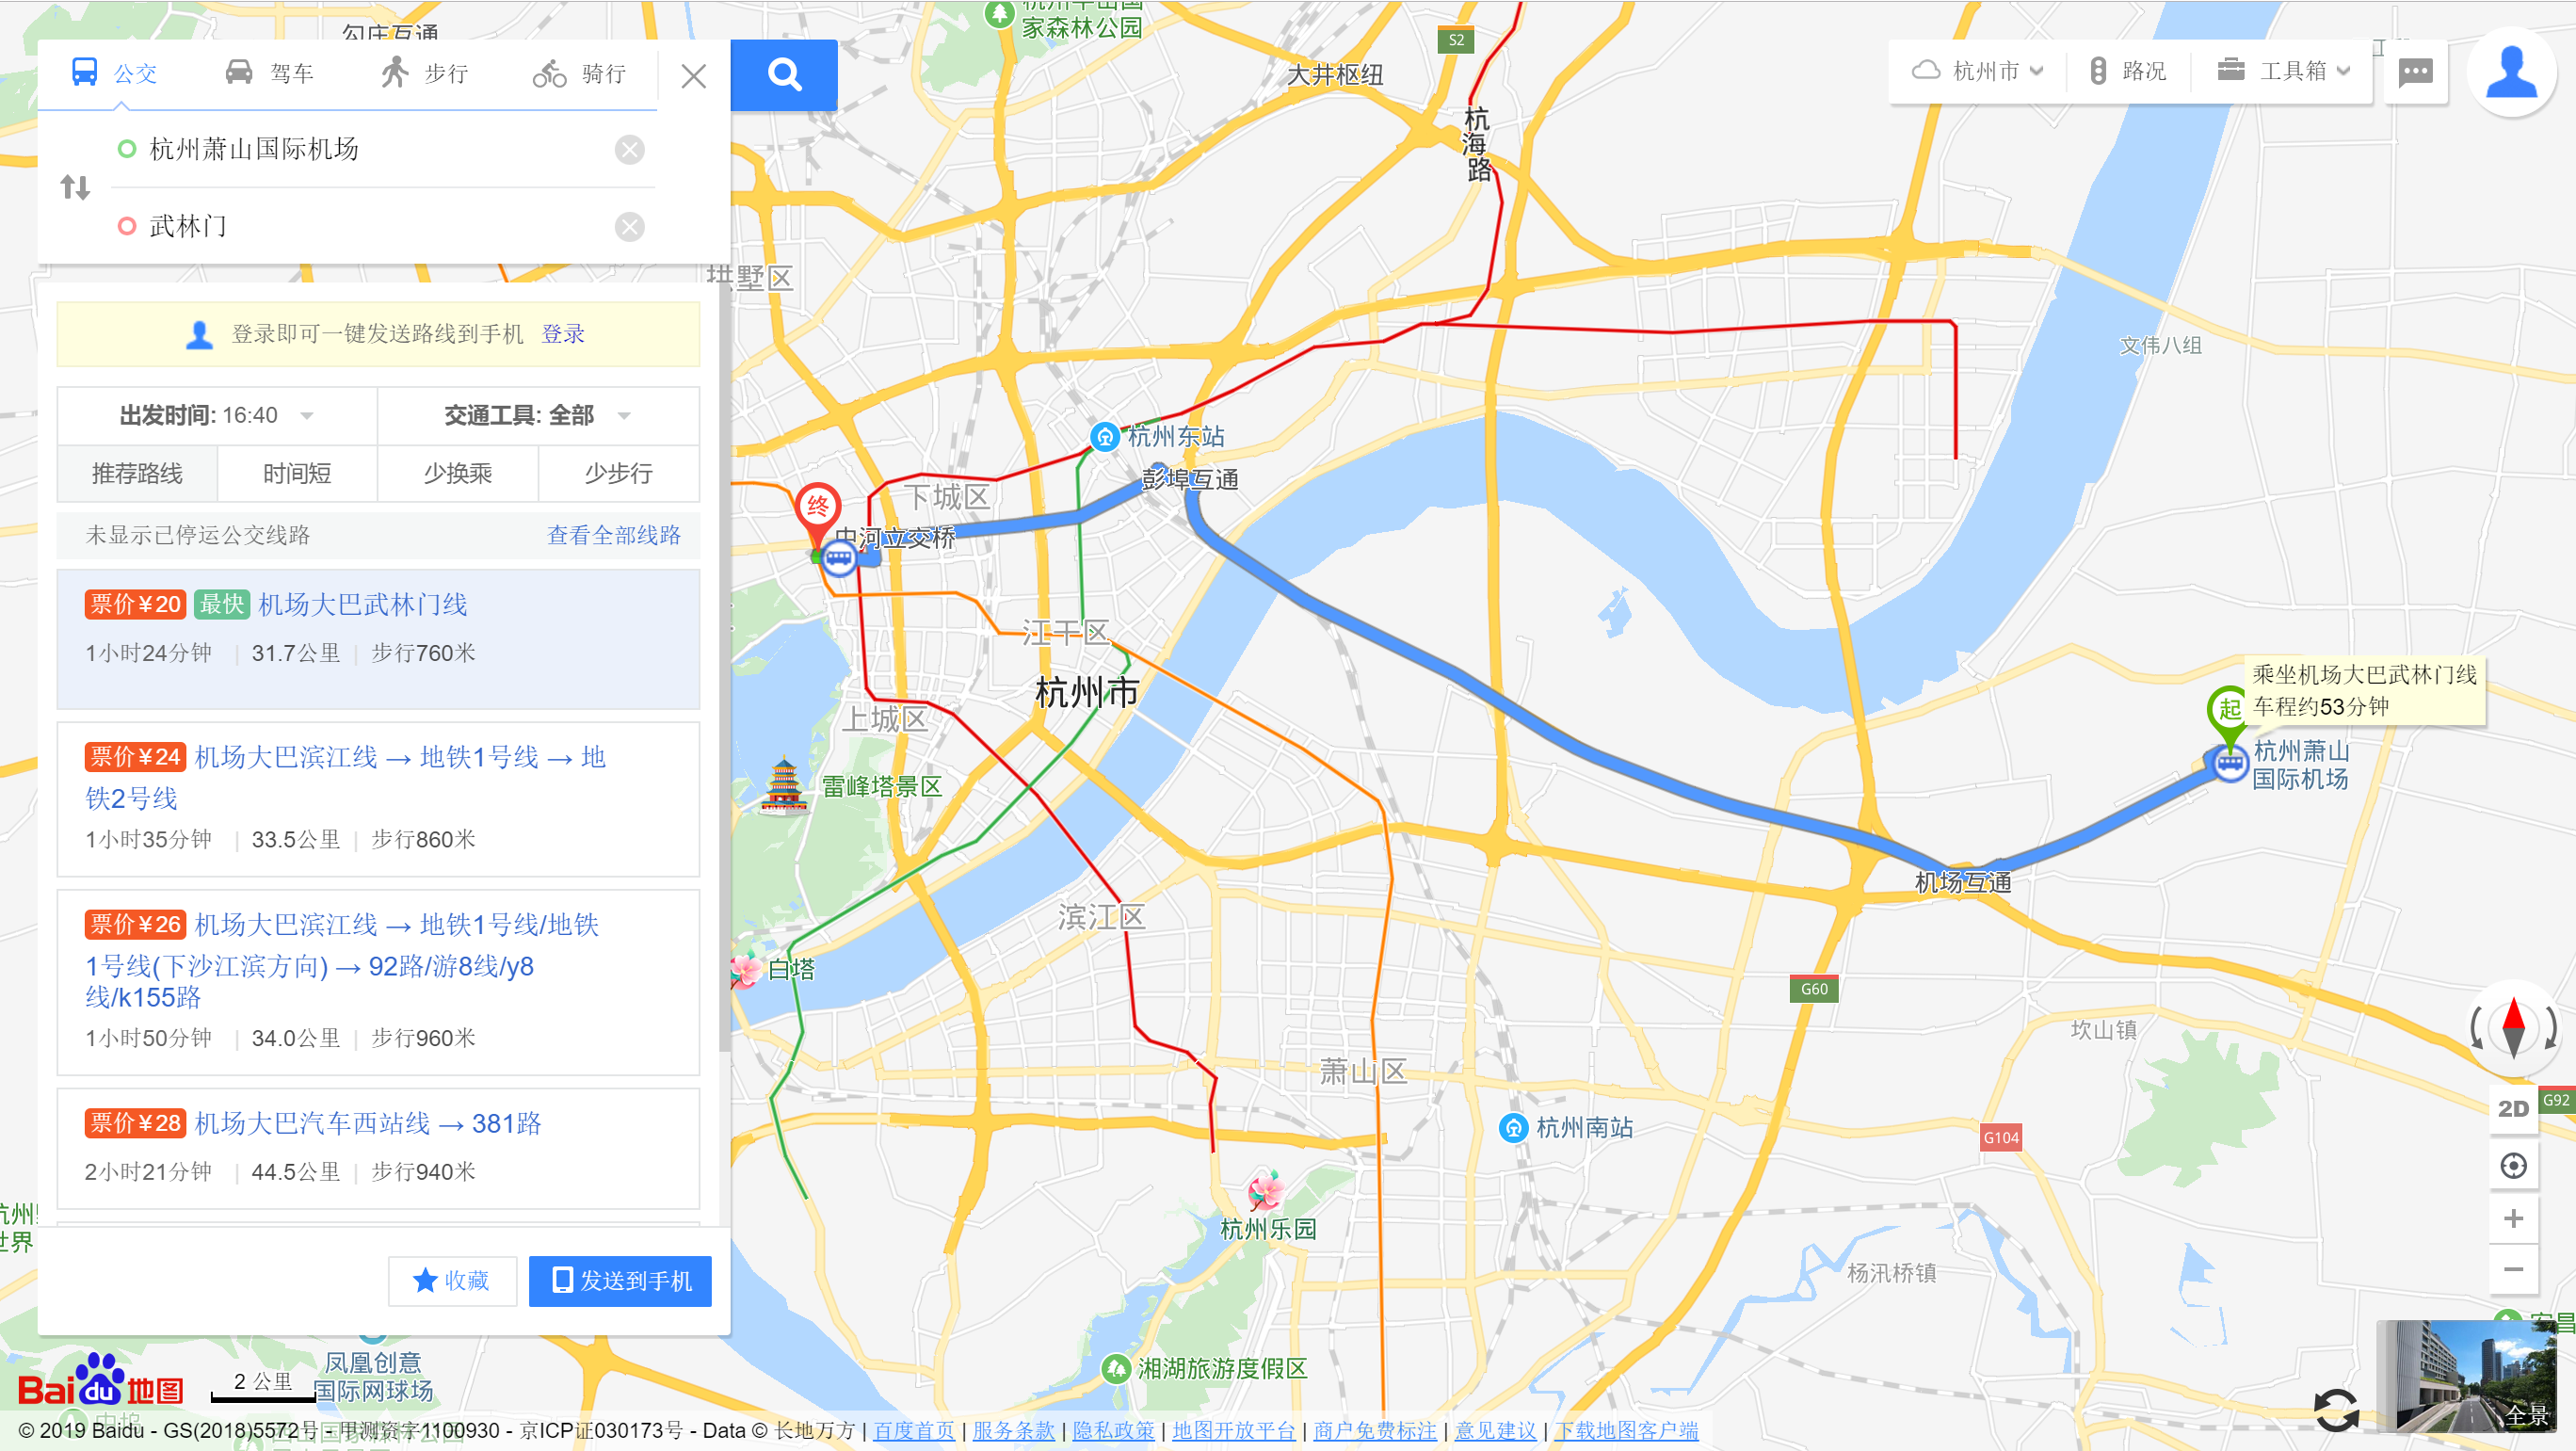 公交
驾车
步行
骑行
杭州萧山国际机场
武林门
登录即可一键发送路线到手机 登录
出发时间: 16:40
交通工具: 全部
推荐路线
时间短
少换乘
少步行
未显示已停运公交线路
查看全部线路
票价¥20 最快 机场大巴武林门线
1小时24分钟 | 31.7公里 | 步行760米
票价¥24 机场大巴滨江线 → 地铁1号线 → 地
铁2号线
1小时35分钟 | 33.5公里 | 步行860米
票价¥26 机场大巴滨江线 → 地铁1号线/地铁
1号线(下沙江滨方向) → 92路/游8线/y8
线/k155路
1小时50分钟 | 34.0公里 | 步行960米
票价¥28 机场大巴汽车西站线 → 381路
2小时21分钟 | 44.5公里 | 步行940米
收藏
发送到手机
杭州市
路况
工具箱
勾庄互通
家森林公园
S2
大井枢纽
杭海路
拱墅区
文伟八组
杭州东站
彭埠互通
下城区
终
中河立交桥
江干区
杭州市
上城区
雷峰塔景区
乘坐机场大巴武林门线
车程约53分钟
起
杭州萧山
国际机场
机场互通
滨江区
白塔
G60
坎山镇
萧山区
杭州南站
G104
2D
G92
杭州乐园
杨汛桥镇
湘湖旅游度假区
凤凰创意
国际网球场
全景
Bai du 地图
2 公里
© 2019 Baidu - GS(2018)5572号 - 甲测资字1100930 - 京ICP证030173号 - Data © 长地万方 | 百度首页 | 服务条款 | 隐私政策 | 地图开放平台 | 商户免费标注 | 意见建议 | 下载地图客户端